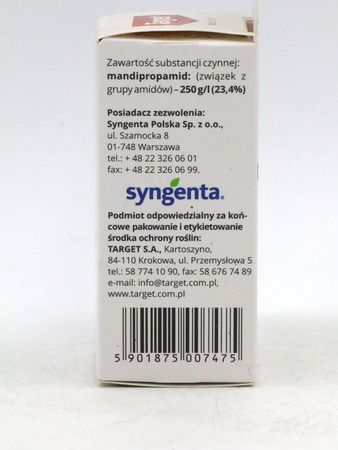 Zawartość substancji czynnej:
mandipropamid: (związek z
grupy amidów) – 250 g/l (23,4%)
Posiadacz zezwolenia:
Syngenta Polska Sp. z o.o.,
ul. Szamocka 8
01-748 Warszawa
tel.: + 48 22 326 06 01
fax: + 48 22 326 06 99.
syngenta®
Podmiot odpowiedzialny za koń-
cowe pakowanie i etykietowanie
środka ochrony roślin:
TARGET S.A., Kartoszyno,
84-110 Krokowa, ul. Przemysłowa 5
tel.: 58 774 10 90, fax: 58 676 74 89
e-mail: info@target.com.pl,
www.target.com.pl
5 901875 007475